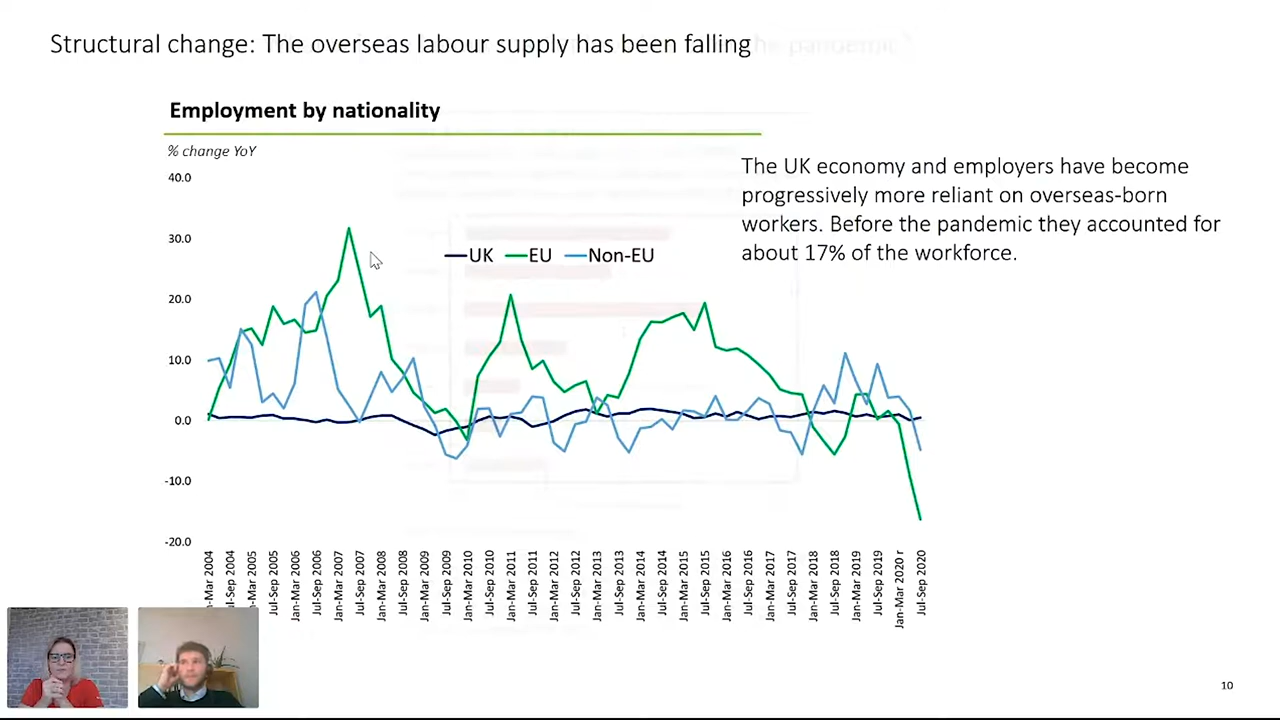 Structural change: The overseas labour supply has been falling
Employment by nationality
% change YoY
The UK economy and employers have become
progressively more reliant on overseas-born
workers. Before the pandemic they accounted for
about 17% of the workforce.
40.0
30.0
20.0
10.0
0.0
-10.0
-20.0
UK EU Non-EU
Jan-Mar 2004
Jul-Sep 2004
Jan-Mar 2005
Jul-Sep 2005
Jan-Mar 2006
Jul-Sep 2006
Jan-Mar 2007
Jul-Sep 2007
Jan-Mar 2008
Jul-Sep 2008
Jan-Mar 2009
Jul-Sep 2009
Jan-Mar 2010
Jul-Sep 2010
Jan-Mar 2011
Jul-Sep 2011
Jan-Mar 2012
Jul-Sep 2012
Jan-Mar 2013
Jul-Sep 2013
Jan-Mar 2014
Jul-Sep 2014
Jan-Mar 2015
Jul-Sep 2015
Jan-Mar 2016
Jul-Sep 2016
Jan-Mar 2017
Jul-Sep 2017
Jan-Mar 2018
Jul-Sep 2018
Jan-Mar 2019
Jul-Sep 2019
Jan-Mar 2020 r
Jul-Sep 2020
10